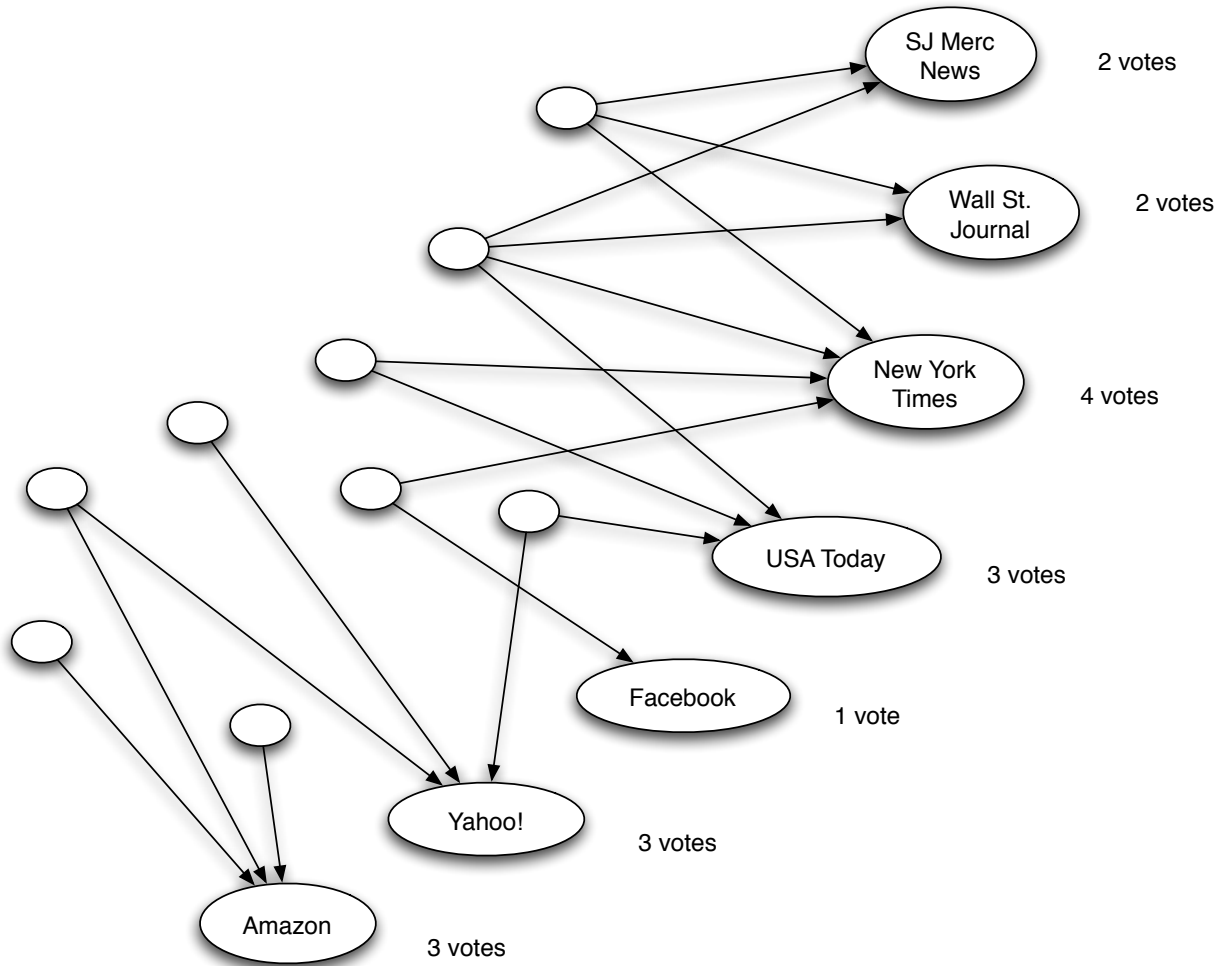 SJ Merc
News
2 votes
Wall St.
Journal
2 votes
New York
Times
4 votes
USA Today
3 votes
Facebook
1 vote
Yahoo!
3 votes
Amazon
3 votes